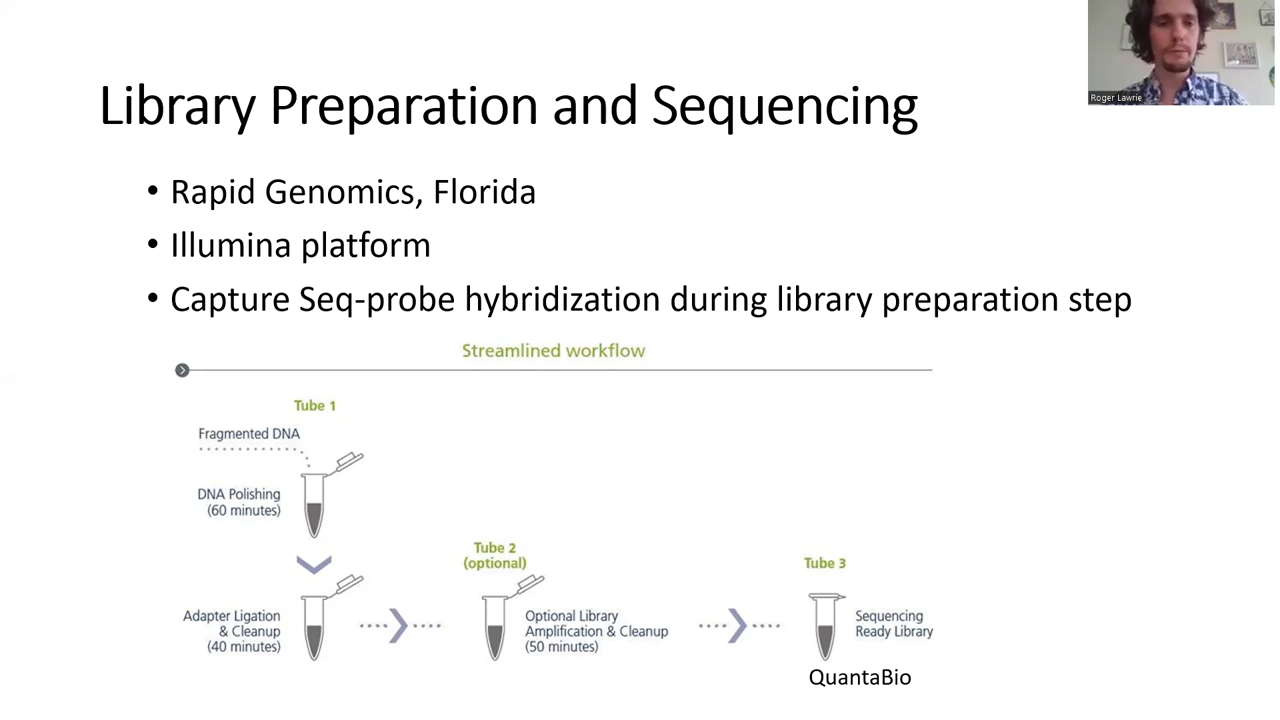 Roger Lawrie
Library Preparation and Sequencing
• Rapid Genomics, Florida
• Illumina platform
• Capture Seq-probe hybridization during library preparation step
Streamlined workflow
Tube 1
Fragmented DNA
DNA Polishing
(60 minutes)
Adapter Ligation
& Cleanup
(40 minutes)
Tube 2
(optional)
Optional Library
Amplification & Cleanup
(50 minutes)
Tube 3
Sequencing
Ready Library
QuantaBio